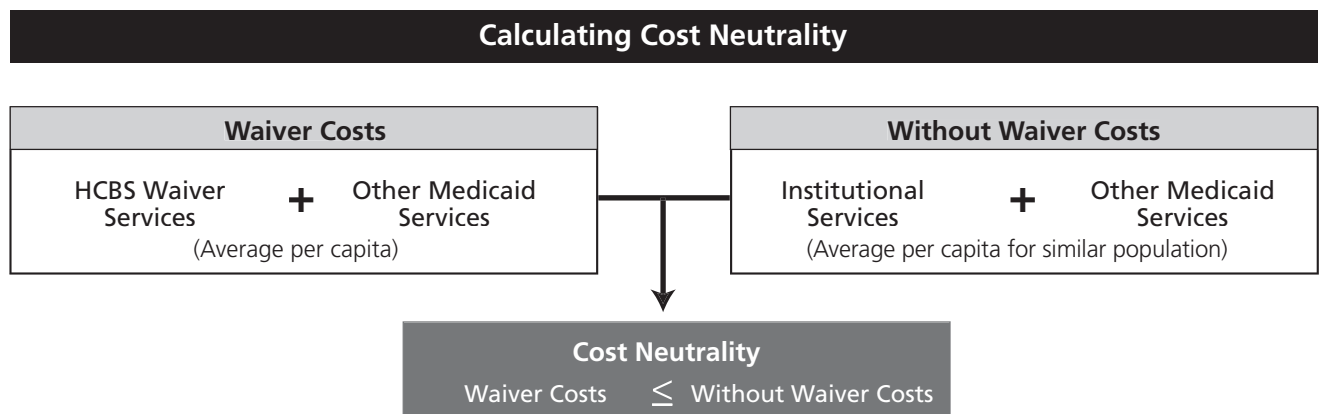 Calculating Cost Neutrality
Waiver Costs
HCBS Waiver
Services
+
Other Medicaid
Services
(Average per capita)
Without Waiver Costs
Institutional
Services
+
Other Medicaid
Services
(Average per capita for similar population)
Cost Neutrality
Waiver Costs ≤ Without Waiver Costs